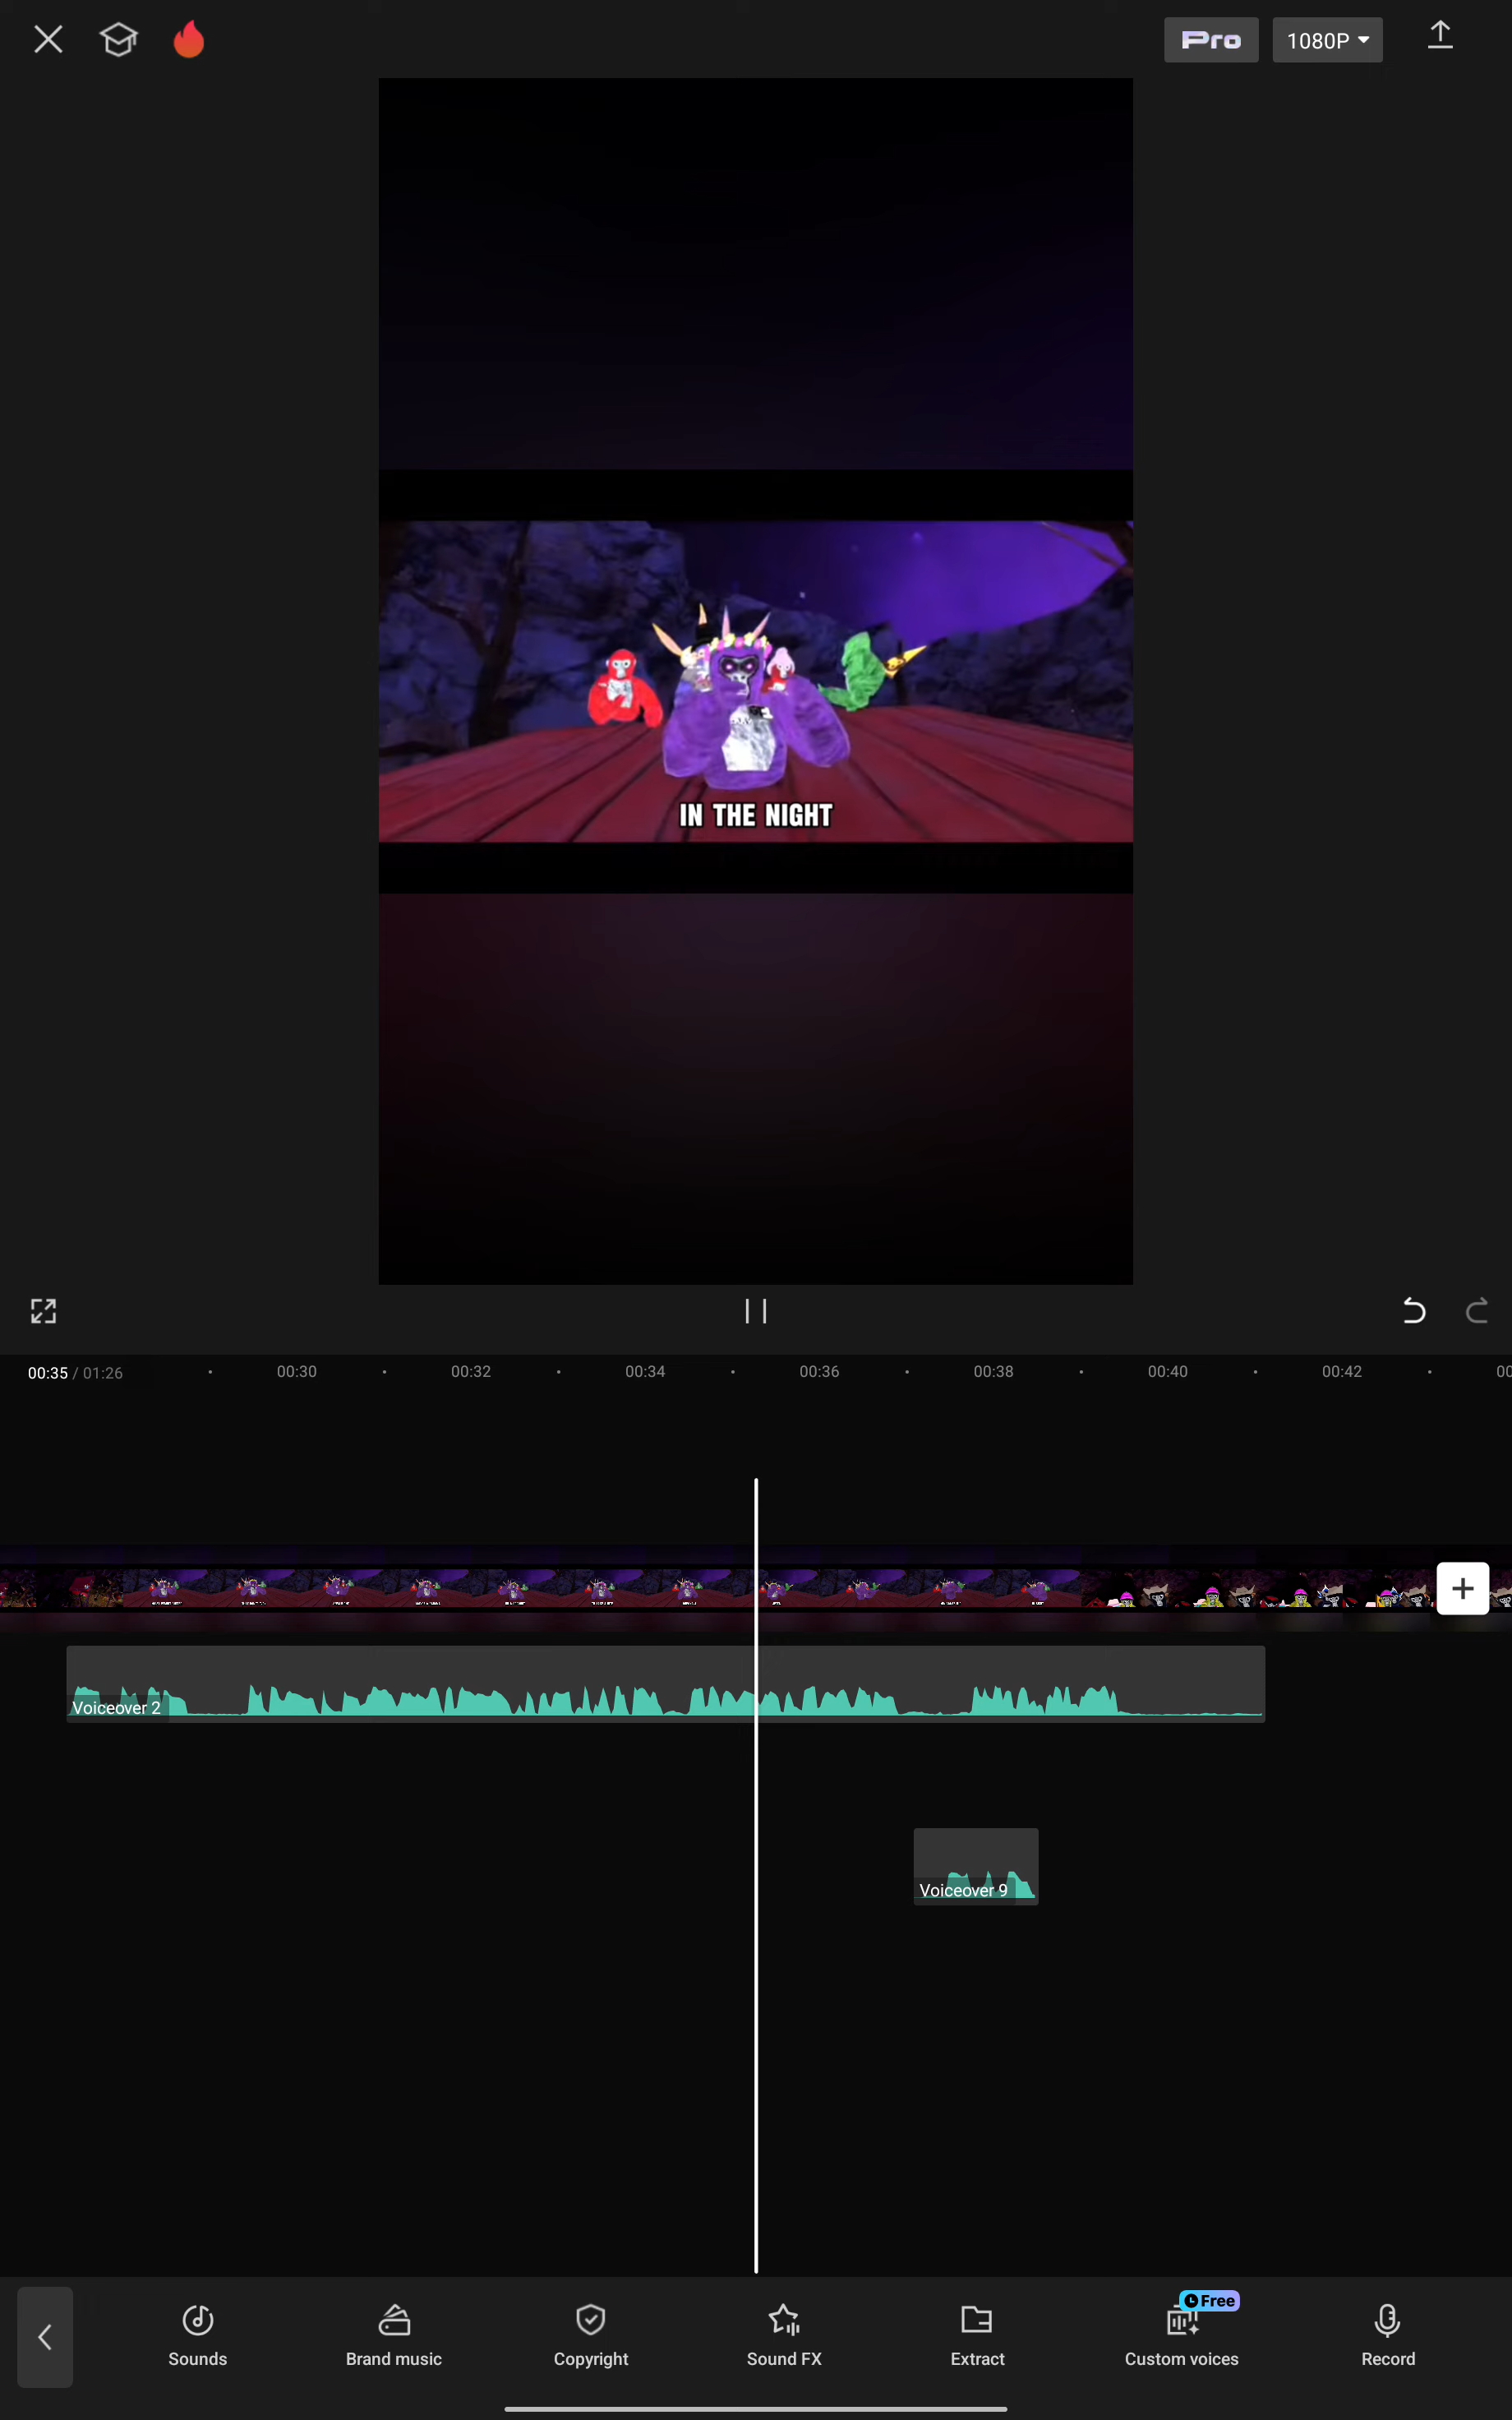 Pro
1080P
IN THE NIGHT
00:35 / 01:26
00:30
00:32
00:34
00:36
00:38
00:40
00:42
00
Voiceover 2
Voiceover 9
Free
Sounds
Brand music
Copyright
Sound FX
Extract
Custom voices
Record